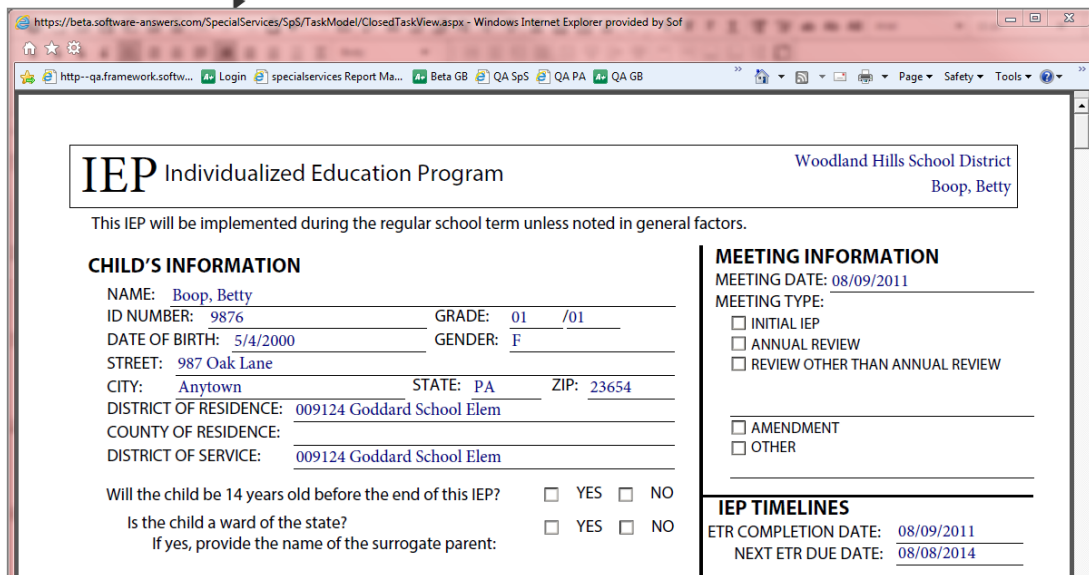 https://beta.software-answers.com/SpecialServices/SpS/TaskModel/ClosedTaskView.aspx - Windows Internet Explorer provided by Sof
http--qa.framework.softw... Login specialservices Report Ma... Beta GB QA SpS QA PA QA GB » Page Safety Tools »
IEP Individualized Education Program
Woodland Hills School District
Boop, Betty
This IEP will be implemented during the regular school term unless noted in general factors.
CHILD'S INFORMATION
NAME: Boop, Betty
ID NUMBER: 9876 GRADE: 01 /01
DATE OF BIRTH: 5/4/2000 GENDER: F
STREET: 987 Oak Lane
CITY: Anytown STATE: PA ZIP: 23654
DISTRICT OF RESIDENCE: 009124 Goddard School Elem
COUNTY OF RESIDENCE:
DISTRICT OF SERVICE: 009124 Goddard School Elem
Will the child be 14 years old before the end of this IEP? YES NO
Is the child a ward of the state? YES NO
If yes, provide the name of the surrogate parent:
MEETING INFORMATION
MEETING DATE: 08/09/2011
MEETING TYPE:
INITIAL IEP
ANNUAL REVIEW
REVIEW OTHER THAN ANNUAL REVIEW
AMENDMENT
OTHER
IEP TIMELINES
ETR COMPLETION DATE: 08/09/2011
NEXT ETR DUE DATE: 08/08/2014